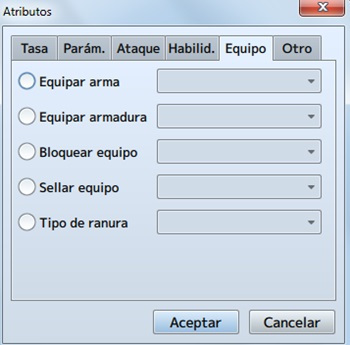 Atributos
Tasa Parám. Ataque Habilid. Equipo Otro
Equipar arma
Equipar armadura
Bloquear equipo
Sellar equipo
Tipo de ranura
Aceptar Cancelar